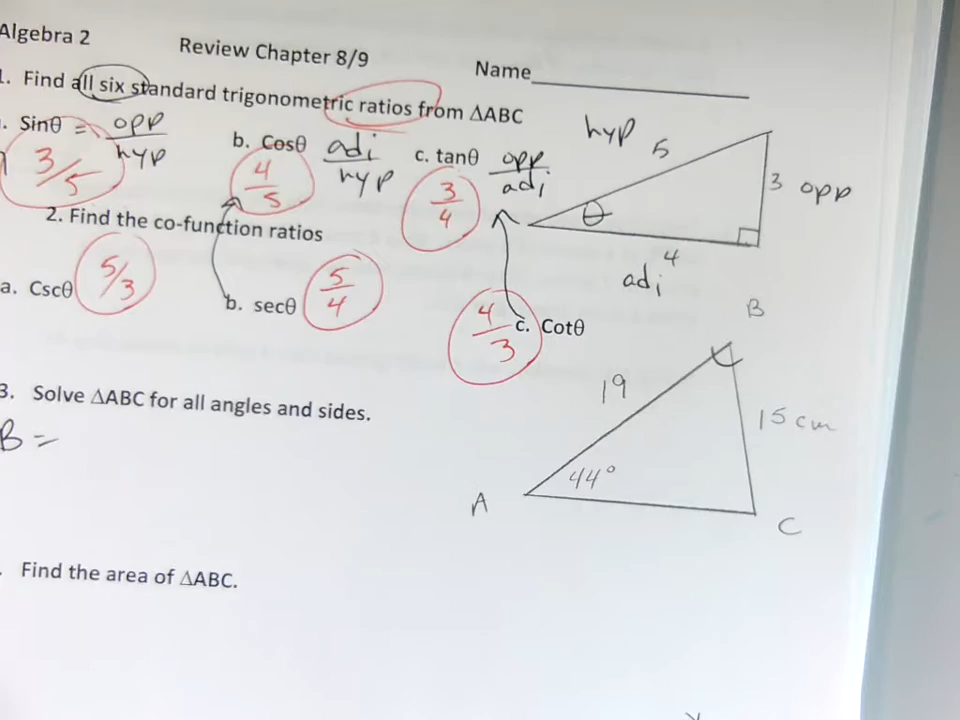 Algebra 2
Review Chapter 8/9
Name
1. Find all six standard trigonometric ratios from ΔABC
. Sinθ = opp/hyp
3/5
b. Cosθ adj/hyp
4/5
c. tanθ opp/adj
3/4
hyp 5
3 opp
θ
4
adj
2. Find the co-function ratios
a. Cscθ 5/3
b. secθ 5/4
4/3 c. Cotθ
3. Solve ΔABC for all angles and sides.
B =
B
19
15 cm
44°
A
C
. Find the area of ΔABC.